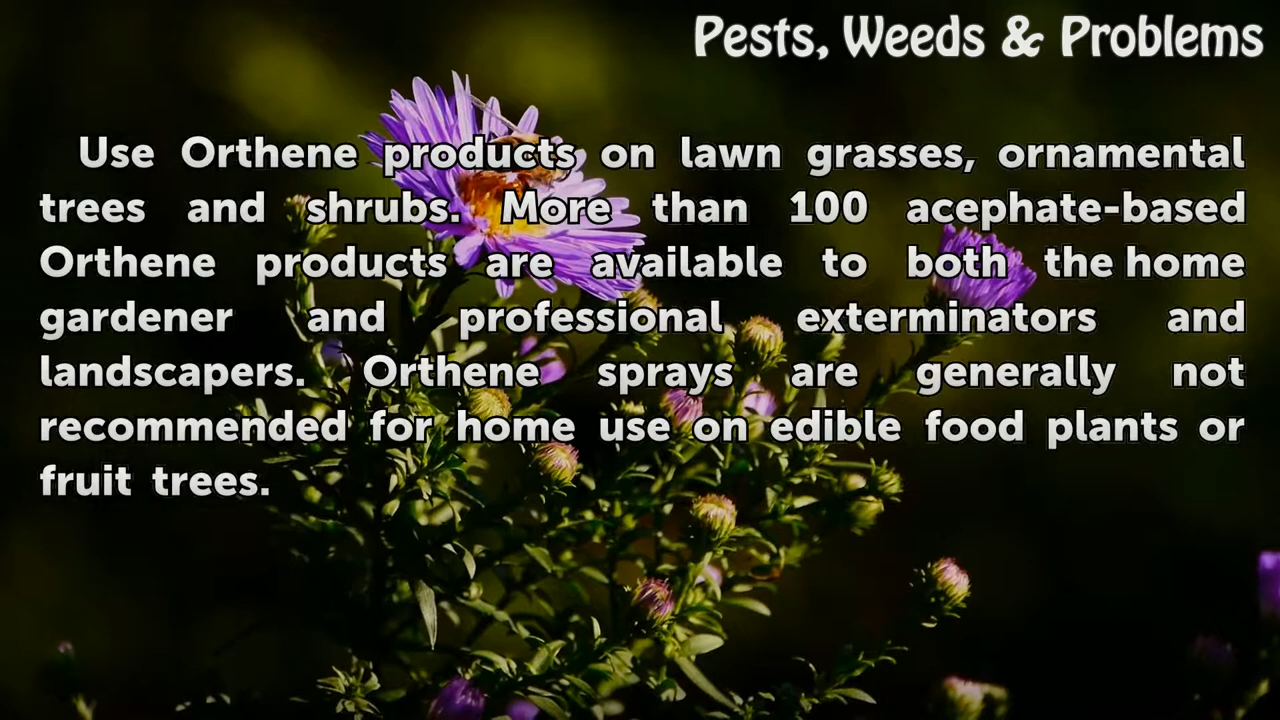 Pests, Weeds & Problems
Use Orthene products on lawn grasses, ornamental
trees and shrubs. More than 100 acephate-based
Orthene products are available to both the home
gardener and professional exterminators and
landscapers. Orthene sprays are generally not
recommended for home use on edible food plants or
fruit trees.